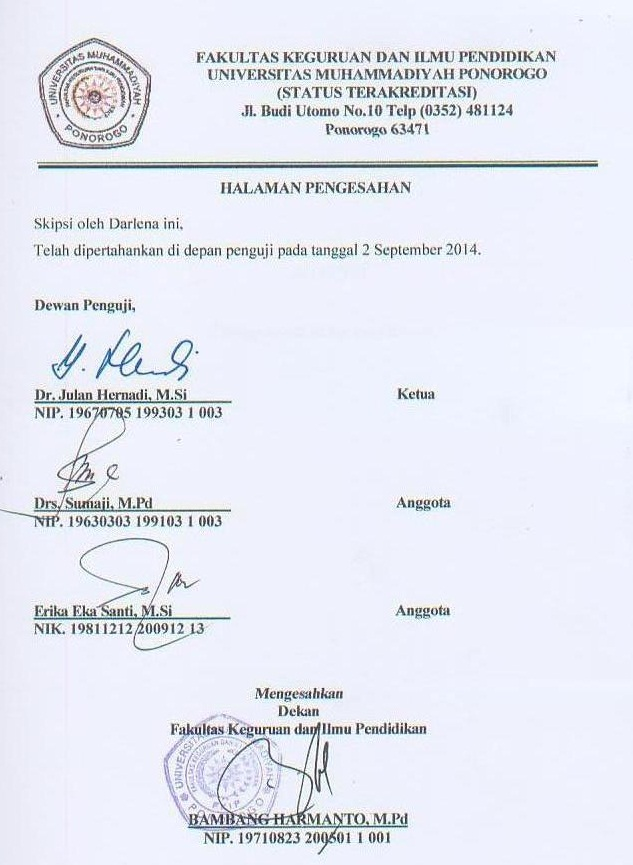 UNIVERSITAS MUHAMMADIYAH
PONOROGO
FAKULTAS KEGURUAN DAN ILMU PENDIDIKAN
UNIVERSITAS MUHAMMADIYAH PONOROGO
(STATUS TERAKREDITASI)
Jl. Budi Utomo No.10 Telp (0352) 481124
Ponorogo 63471
HALAMAN PENGESAHAN
Skipsi oleh Darlena ini,
Telah dipertahankan di depan penguji pada tanggal 2 September 2014.
Dewan Penguji,
Dr. Julan Hernadi, M.Si Ketua
NIP. 19670705 199303 1 003
Drs. Sumaji, M.Pd Anggota
NIP. 19630303 199103 1 003
Erika Eka Santi, M.Si Anggota
NIK. 19811212 200912 13
Mengesahkan
Dekan
Fakultas Keguruan dan Ilmu Pendidikan
UNIVERSITAS MUHAMMADIYAH
PONOROGO
BAMBANG HARMANTO, M.Pd
NIP. 19710823 200501 1 001